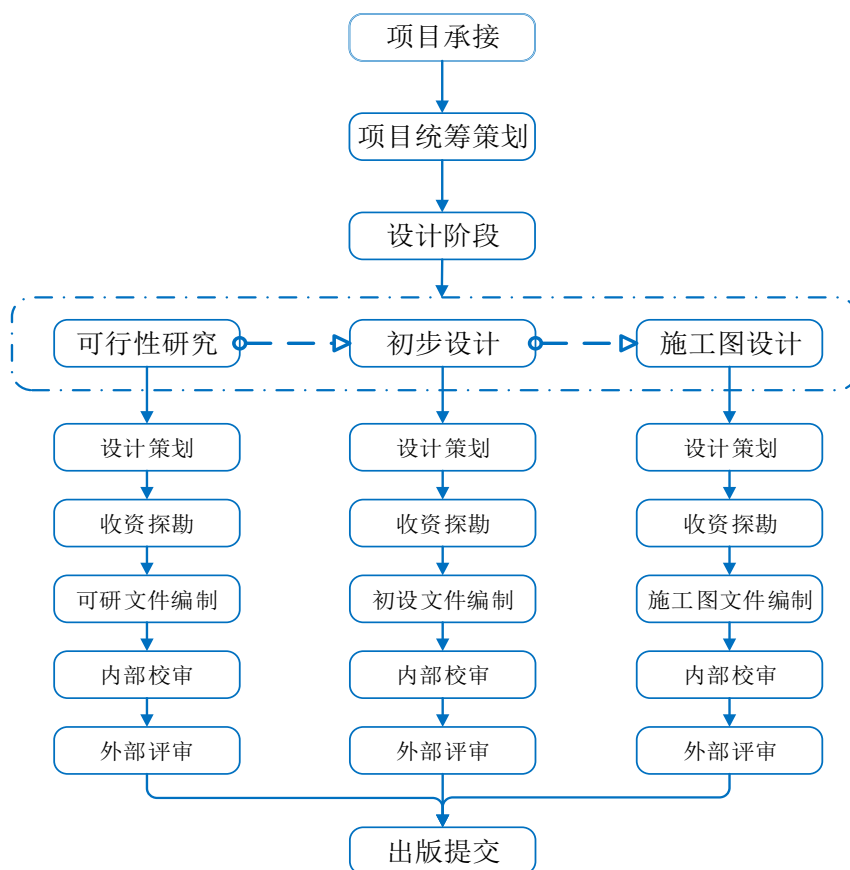 项目承接
项目统筹策划
设计阶段
可行性研究
初步设计
施工图设计
设计策划
设计策划
设计策划
收资探勘
收资探勘
收资探勘
可研文件编制
初设文件编制
施工图文件编制
内部校审
内部校审
内部校审
外部评审
外部评审
外部评审
出版提交